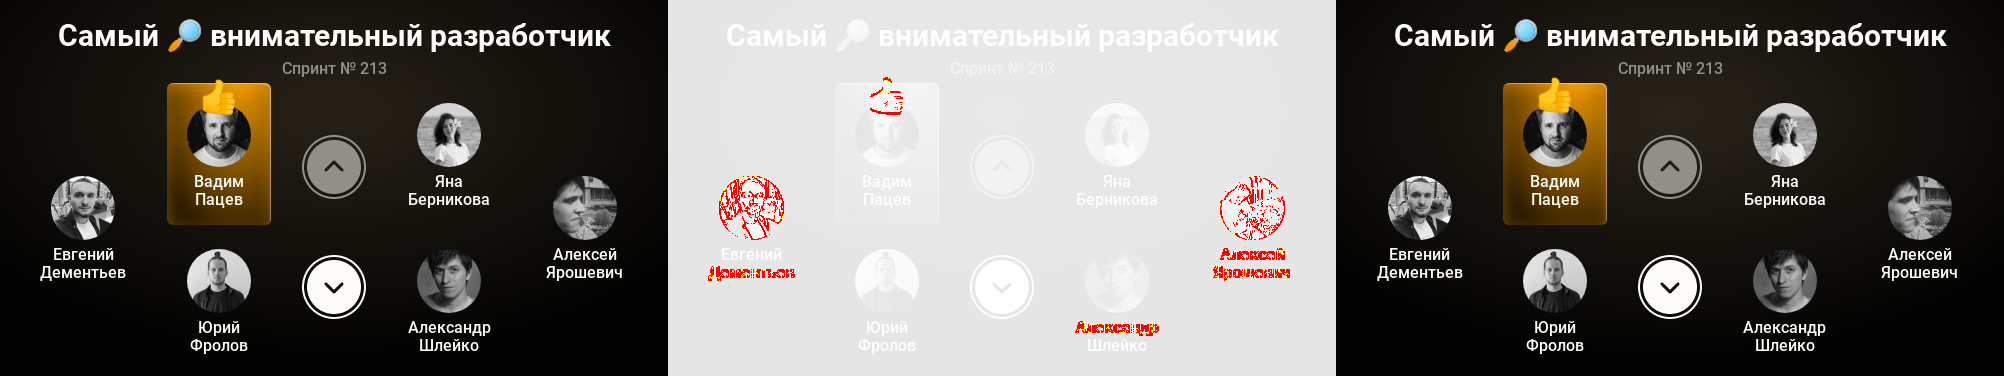 Самый 🔎 внимательный разработчик
Спринт № 213
Вадим
Пацев
Яна
Берникова
Евгений
Дементьев
Алексей
Ярошевич
Юрий
Фролов
Александр
Шлейко
Самый 🔎 внимательный разработчик
Спринт № 213
Вадим
Пацев
Яна
Берникова
Евгений
Дементьев
Алексей
Ярошевич
Юрий
Фролов
Александр
Шлейко
Самый 🔎 внимательный разработчик
Спринт № 213
Вадим
Пацев
Яна
Берникова
Евгений
Дементьев
Алексей
Ярошевич
Юрий
Фролов
Александр
Шлейко